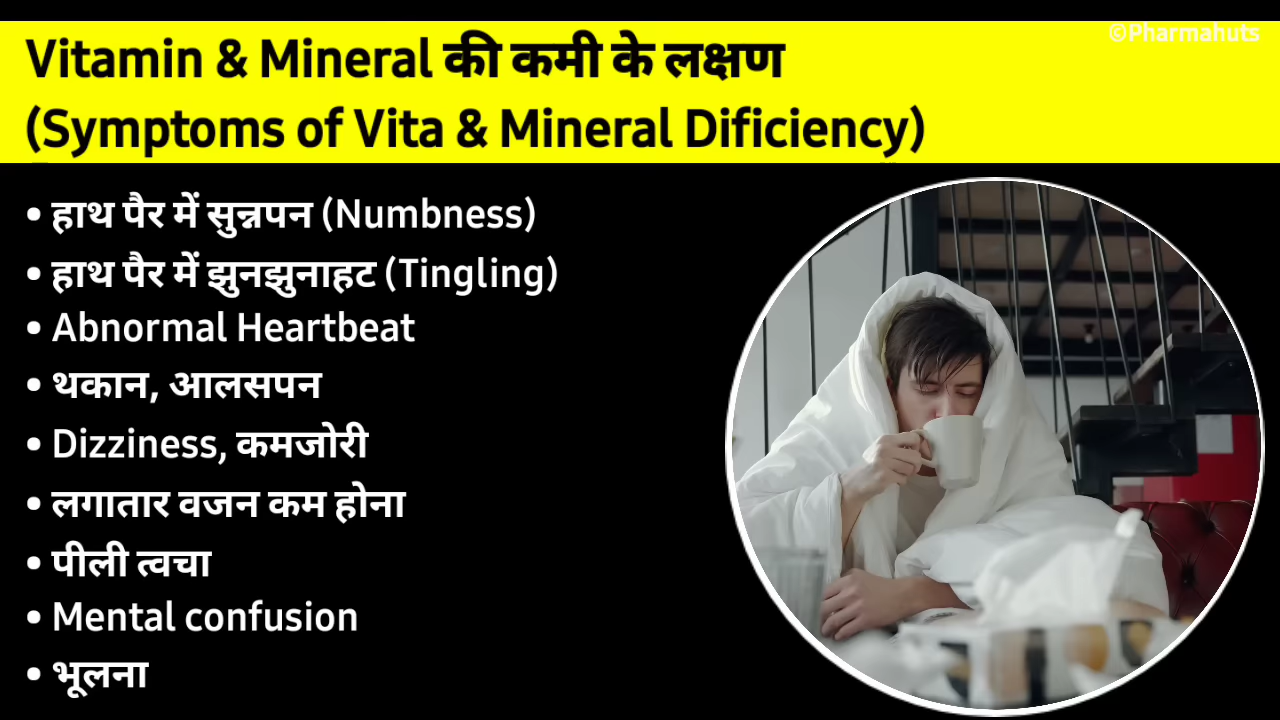 ©Pharmahuts
Vitamin & Mineral की कमी के लक्षण
(Symptoms of Vita & Mineral Dificiency)
• हाथ पैर में सुन्नपन (Numbness)
• हाथ पैर में झुनझुनाहट (Tingling)
• Abnormal Heartbeat
• थकान, आलसपन
• Dizziness, कमजोरी
• लगातार वजन कम होना
• पीली त्वचा
• Mental confusion
• भूलना